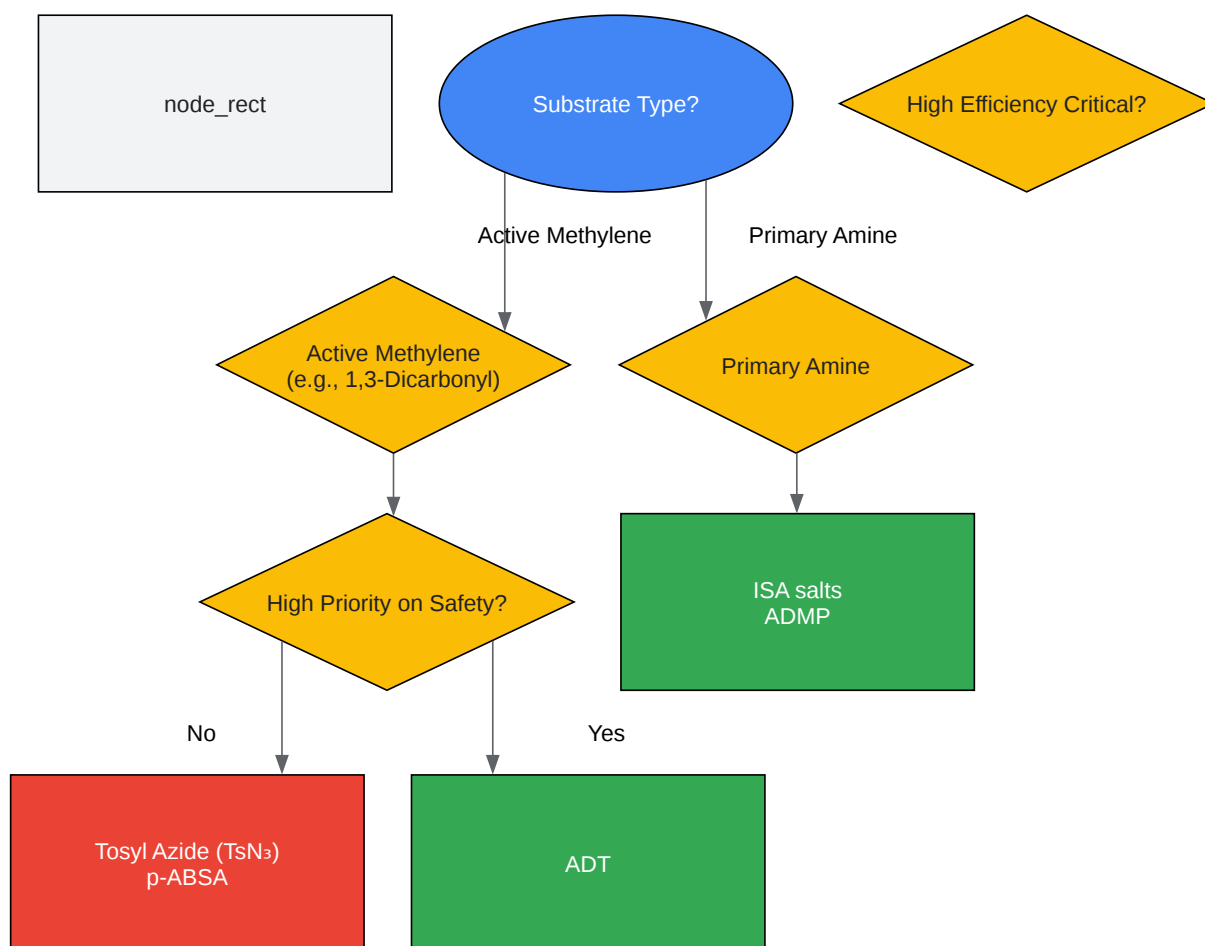 node_rect
Substrate Type?
High Efficiency Critical?
Active Methylene
Primary Amine
Active Methylene
(e.g., 1,3-Dicarbonyl)
Primary Amine
High Priority on Safety?
ISA salts
ADMP
No
Yes
Tosyl Azide (TsN₃)
p-ABSA
ADT